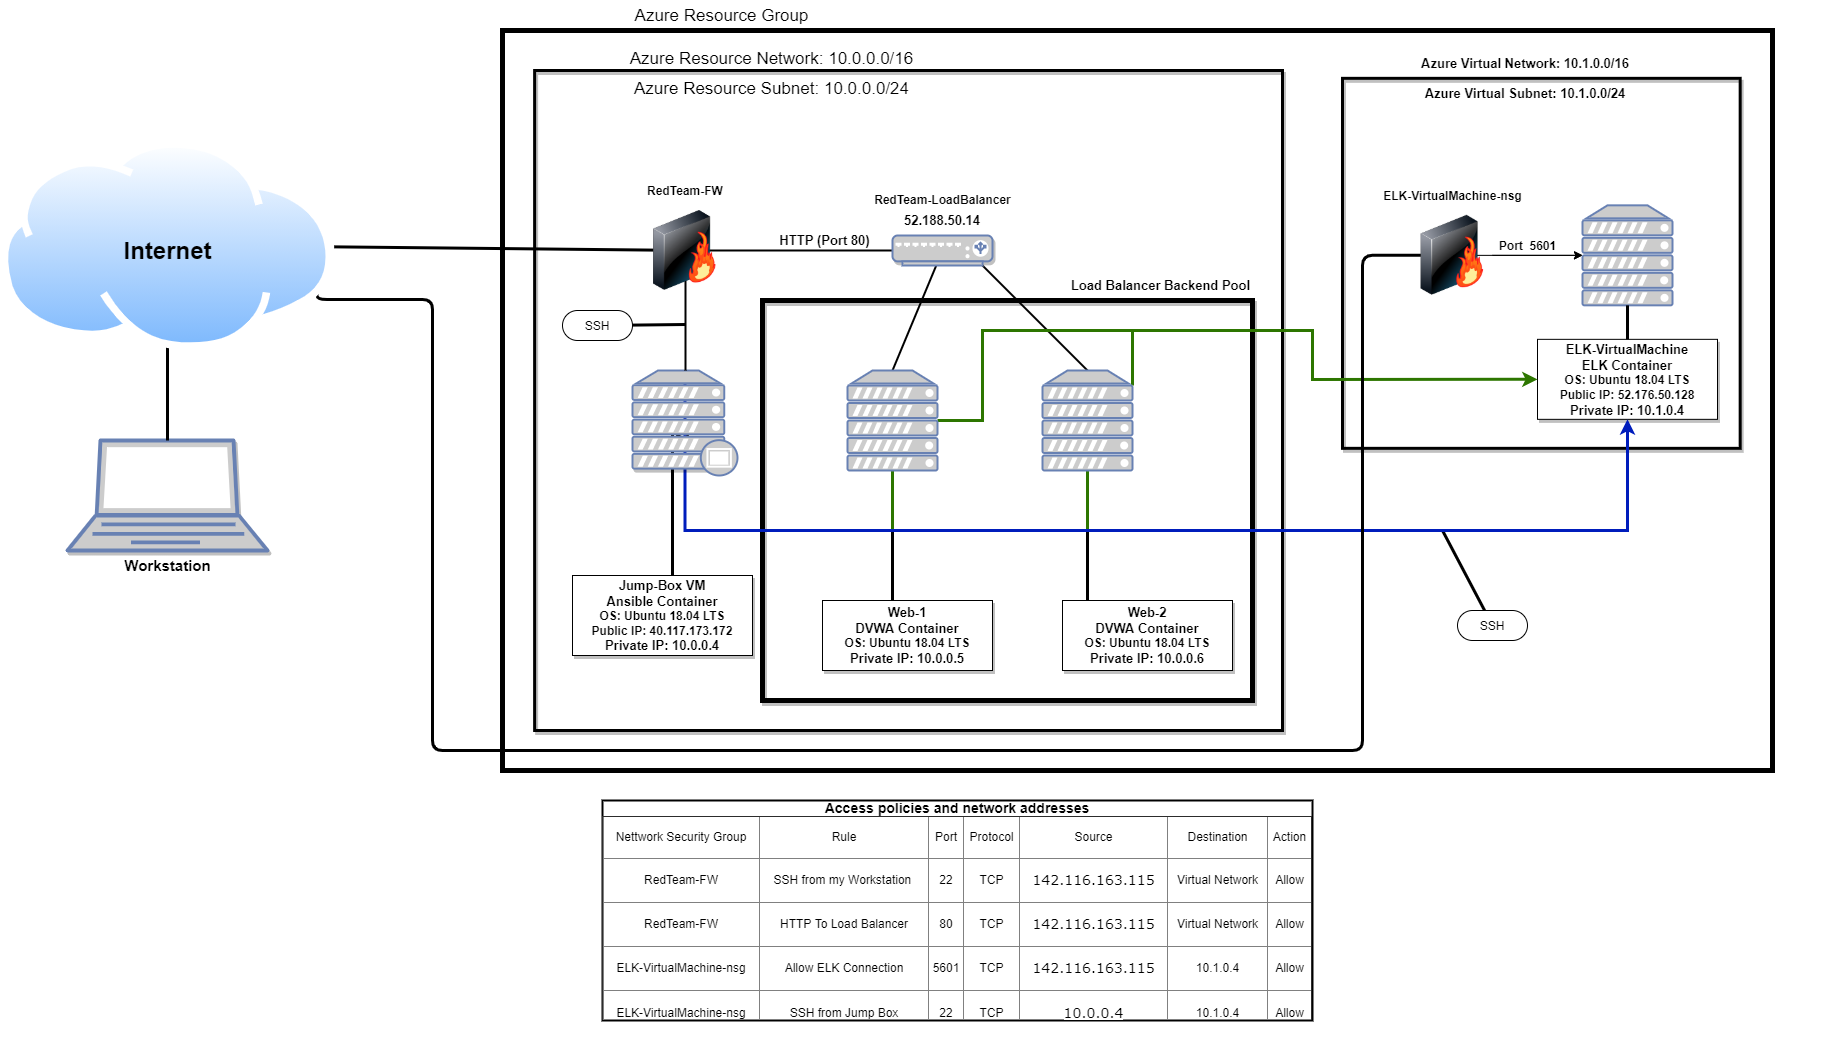 Azure Resource Group
Azure Resource Network: 10.0.0.0/16
Azure Resource Subnet: 10.0.0.0/24
Azure Virtual Network: 10.1.0.0/16
Azure Virtual Subnet: 10.1.0.0/24
Internet
Workstation
RedTeam-FW
HTTP (Port 80)
RedTeam-LoadBalancer
52.188.50.14
SSH
Load Balancer Backend Pool
ELK-VirtualMachine-nsg
Port 5601
ELK-VirtualMachine
ELK Container
OS: Ubuntu 18.04 LTS
Public IP: 52.176.50.128
Private IP: 10.1.0.4
Jump-Box VM
Ansible Container
OS: Ubuntu 18.04 LTS
Public IP: 40.117.173.172
Private IP: 10.0.0.4
Web-1
DVWA Container
OS: Ubuntu 18.04 LTS
Private IP: 10.0.0.5
Web-2
DVWA Container
OS: Ubuntu 18.04 LTS
Private IP: 10.0.0.6
SSH
Access policies and network addresses
Nettwork Security Group Rule Port Protocol Source Destination Action
RedTeam-FW SSH from my Workstation 22 TCP 142.116.163.115 Virtual Network Allow
RedTeam-FW HTTP To Load Balancer 80 TCP 142.116.163.115 Virtual Network Allow
ELK-VirtualMachine-nsg Allow ELK Connection 5601 TCP 142.116.163.115 10.1.0.4 Allow
ELK-VirtualMachine-nsg SSH from Jump Box 22 TCP 10.0.0.4 10.1.0.4 Allow